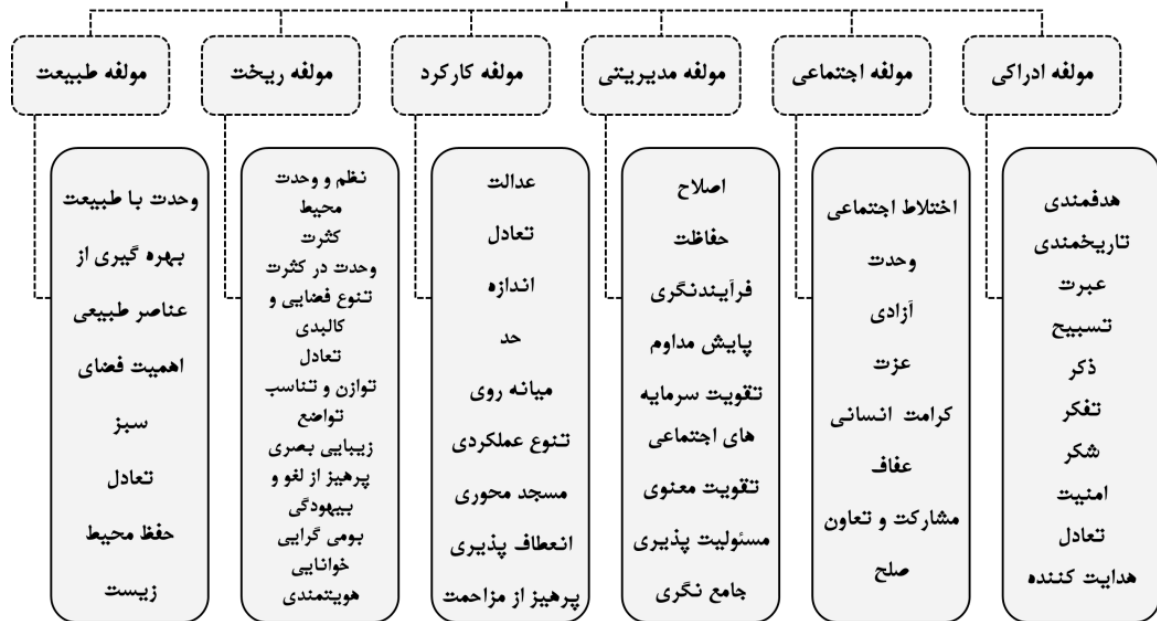 مولفه ادراکی
مولفه اجتماعی
مولفه مدیریتی
مولفه کارکرد
مولفه ریخت
مولفه طبیعت
هدفمندی
تاریخمندی
عبرت
تسبیح
ذکر
تفکر
شکر
امنیت
تعادل
هدایت کننده
اختلاط اجتماعی
وحدت
آزادی
عزت
کرامت انسانی
عفاف
مشارکت و تعاون
صلح
اصلاح
حفاظت
فرآیندنگری
پایش مداوم
تقویت سرمایه
های اجتماعی
تقویت معنوی
مسئولیت پذیری
جامع نگری
عدالت
تعادل
اندازه
حد
میانه روی
تنوع عملکردی
مسجد محوری
انعطاف پذیری
پرهیز از مزاحمت
نظم و وحدت
محیط
کثرت
وحدت در کثرت
تنوع فضایی و
کالبدی
تعادل
توازن و تناسب
تواضع
زیبایی بصری
پرهیز از لغو و
بیهودگی
بومی گرایی
خوانایی
هویتمندی
وحدت با طبیعت
بهره گیری از
عناصر طبیعی
اهمیت فضای
سبز
تعادل
حفظ محیط
زیست